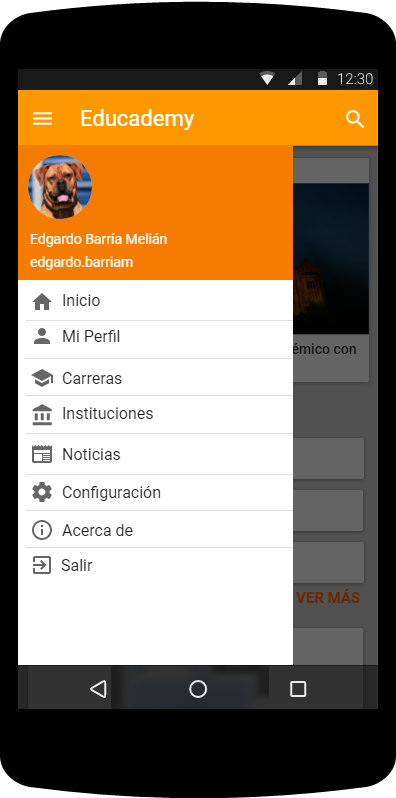 12:30
Educademy
Edgardo Barría Melián
edgardo.barriam
Inicio
émico con
Mi Perfil
Carreras
Instituciones
Noticias
Configuración
Acerca de
Salir
VER MÁS